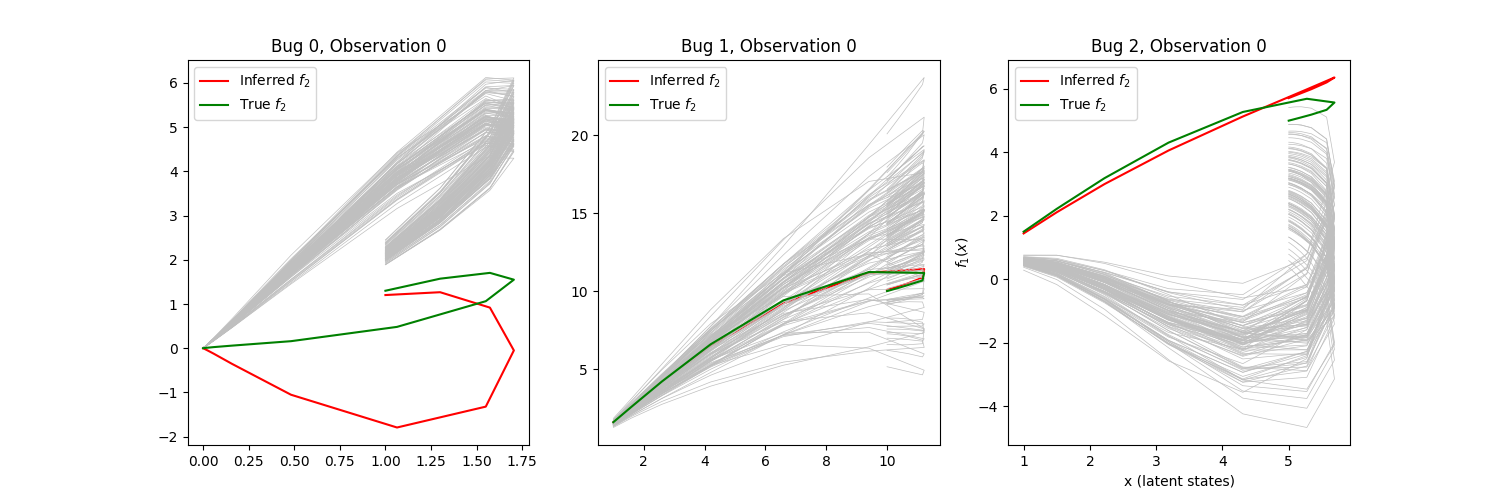 Bug 0, Observation 0
Inferred f₂
True f₂
6
5
4
3
2
1
0
−1
−2
0.00 0.25 0.50 0.75 1.00 1.25 1.50 1.75
Bug 1, Observation 0
Inferred f₂
True f₂
20
15
10
5
2 4 6 8 10
Bug 2, Observation 0
Inferred f₂
True f₂
f₁(x)
6
4
2
0
−2
−4
1 2 3 4 5
x (latent states)